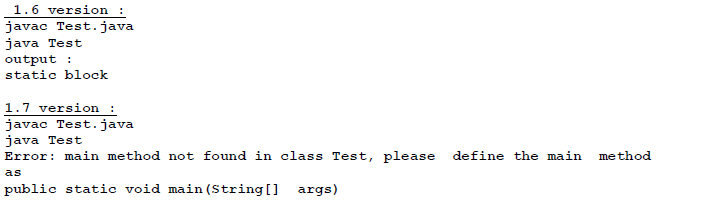 1.6 version :
javac Test.java
java Test
output :
static block
1.7 version :
javac Test.java
java Test
Error: main method not found in class Test, please  define the main  method
as
public static void main(String[]  args)